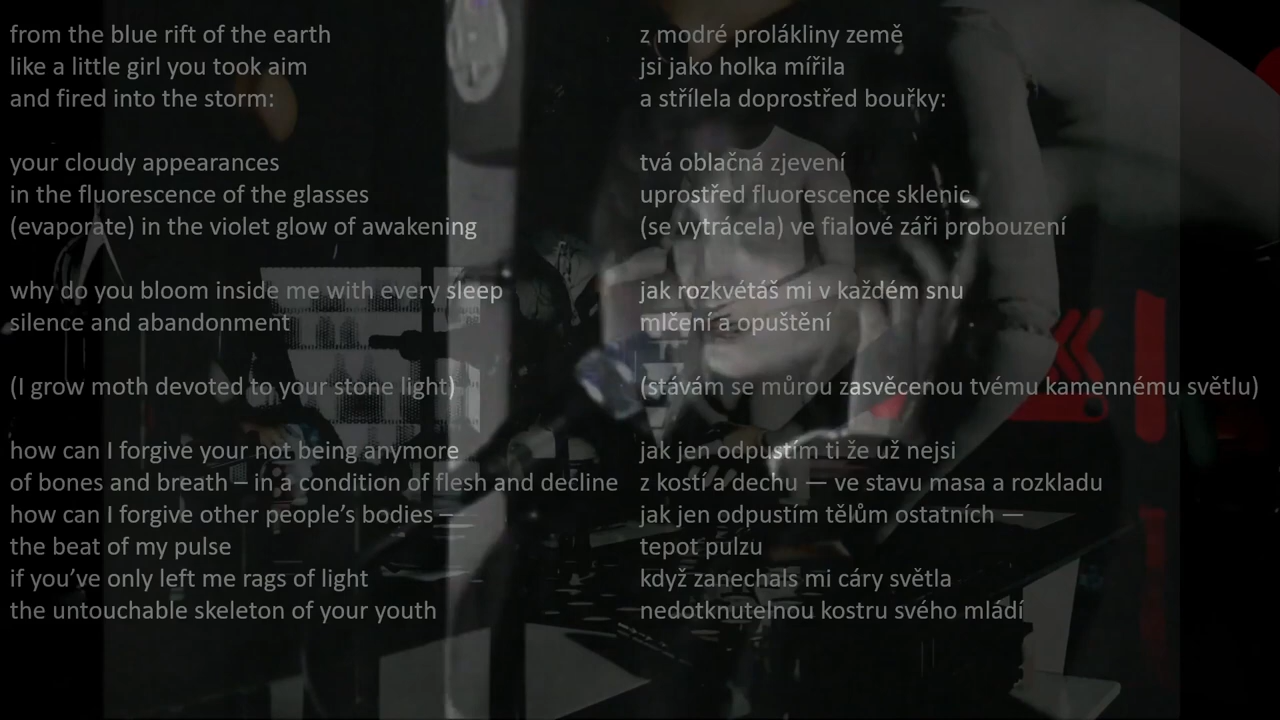 from the blue rift of the earth
like a little girl you took aim
and fired into the storm:
your cloudy appearances
in the fluorescence of the glasses
(evaporate) in the violet glow of awakening
why do you bloom inside me with every sleep
silence and abandonment
(I grow moth devoted to your stone light)
how can I forgive your not being anymore
of bones and breath – in a condition of flesh and decline
how can I forgive other people’s bodies –
the beat of my pulse
if you’ve only left me rags of light
the untouchable skeleton of your youth
z modré prolákliny země
jsi jako holka mířila
a střílela doprostřed bouřky:
tvá oblačná zjevení
uprostřed fluorescence sklenic
(se vytrácela) ve fialové záři probouzení
jak rozkvétáš mi v každém snu
mlčení a opuštění
(stávám se můrou zasvěcenou tvému kamennému světlu)
jak jen odpustím ti že už nejsi
z kostí a dechu — ve stavu masa a rozkladu
jak jen odpustím tělům ostatních —
tepot pulzu
když zanechals mi cáry světla
nedotknutelnou kostru svého mládí